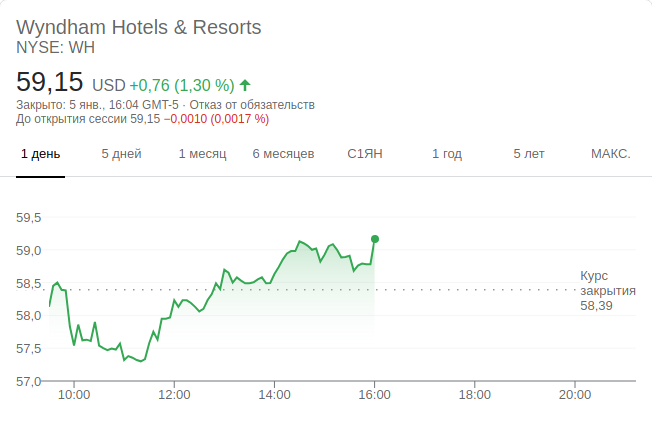 Wyndham Hotels & Resorts
NYSE: WH
59,15 USD +0,76 (1,30 %)
Закрыто: 5 янв., 16:04 GMT-5 · Отказ от обязательств
До открытия сессии 59,15 −0,0010 (0,0017 %)
1 день 5 дней 1 месяц 6 месяцев С1ЯН 1 год 5 лет МАКС.
59,5
59,0
58,5
58,0
57,5
57,0
Курс
закрытия
58,39
10:00 12:00 14:00 16:00 18:00 20:00